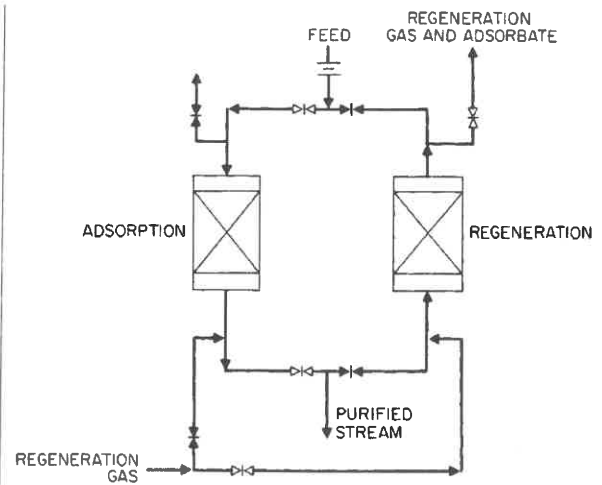 REGENERATION
GAS AND ADSORBATE
FEED
ADSORPTION
REGENERATION
PURIFIED
STREAM
REGENERATION
GAS